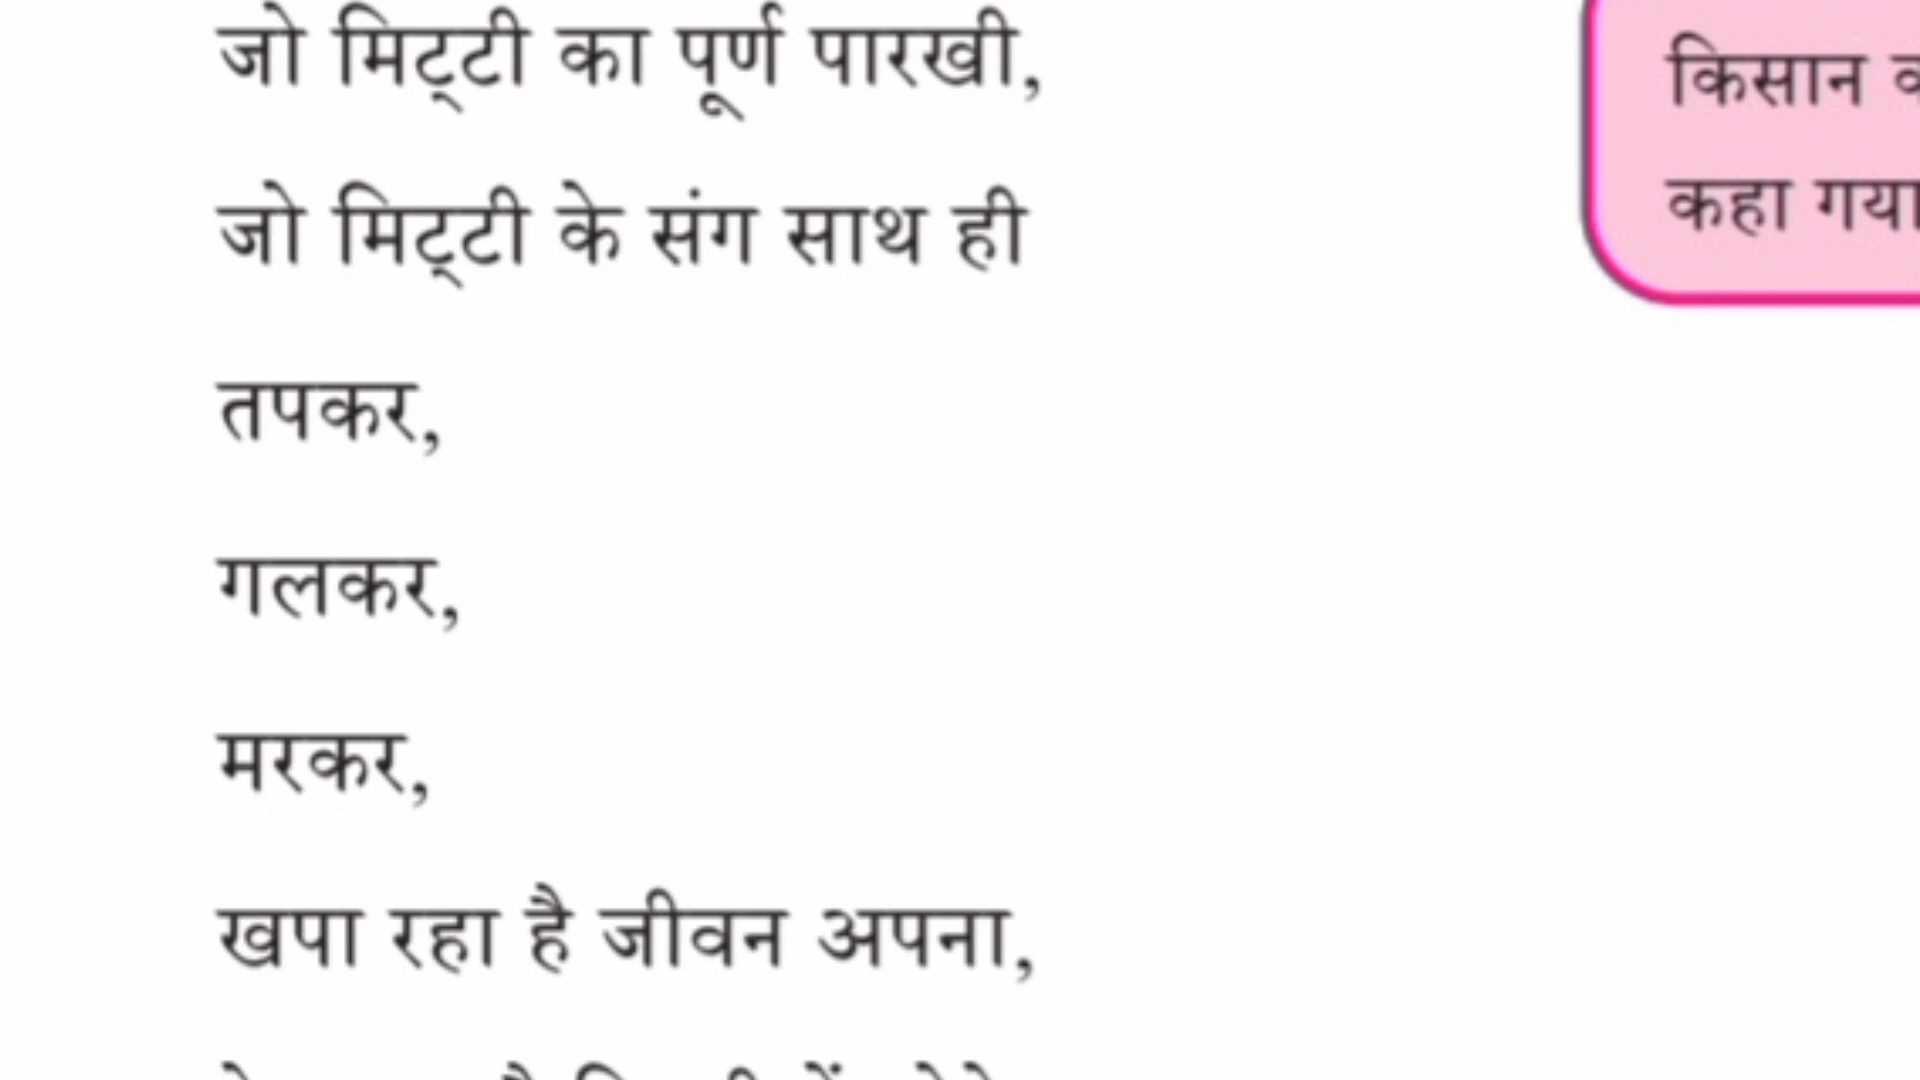 जो मिट्‌टी का पूर्ण पारखी,
जो मिट्‌टी के संग साथ ही
तपकर,
गलकर,
मरकर,
खपा रहा है जीवन अपना,
किसान
कहा गया